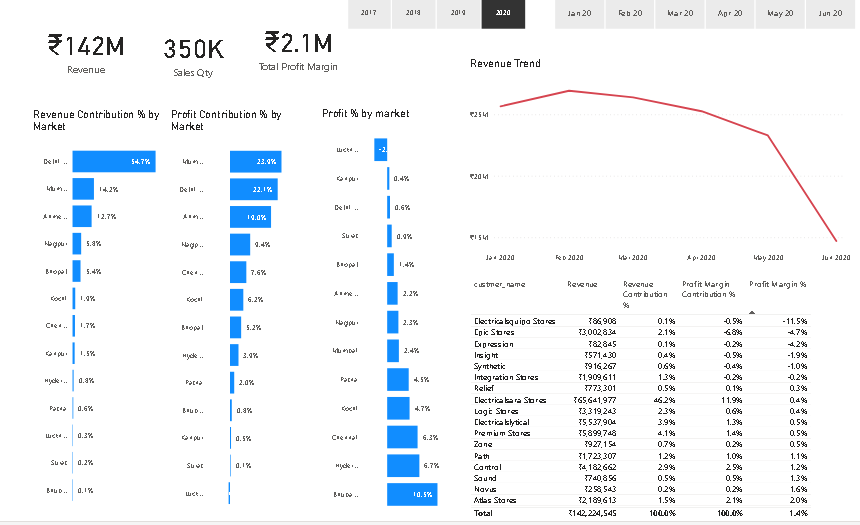 2017 2018 2019 2020 Jan 20 Feb 20 Mar 20 Apr 20 May 20 Jun 20
₹142M 350K ₹2.1M
Revenue Sales Qty Total Profit Margin
Revenue Contribution % by Market
Delhi ... 54.7%
Mum... 14.2%
Ahme... 12.7%
Nagpur 5.8%
Bhopal 5.4%
Kochi 1.9%
Chen... 1.7%
Kanpur 1.5%
Hyder... 0.8%
Patna 0.6%
Luckn... 0.3%
Surat 0.2%
Bhub... 0.1%
Profit Contribution % by Market
Mum... 23.9%
Delhi ... 22.1%
Ahm... 19.0%
Nagp... 9.4%
Chen... 7.6%
Kochi 6.2%
Bhopal 5.2%
Hyde... 3.9%
Patna 2.0%
Bhub... 0.8%
Kanpur 0.5%
Surat 0.1%
Luck...
Profit % by market
Luckn...
Kanpur 0.4%
Delhi ... 0.6%
Surat 0.9%
Bhopal 1.4%
Ahme... 2.2%
Nagpur 2.3%
Mumbai 2.4%
Patna 4.5%
Kochi 4.7%
Chennai 6.3%
Hyder... 6.7%
Bhuba... 10.5%
Revenue Trend
₹25M
₹20M
₹15M
Jan 2020 Feb 2020 Mar 2020 Apr 2020 May 2020 Jun 2020
custmer_name Revenue Revenue Contribution % Profit Margin Contribution % Profit Margin %
Electricalsquipo Stores ₹86,908 0.1% -0.5% -11.5%
Epic Stores ₹3,002,834 2.1% -6.8% -4.7%
Expression ₹82,845 0.1% -0.2% -4.2%
Insight ₹571,430 0.4% -0.5% -1.9%
Synthetic ₹916,267 0.6% -0.4% -1.0%
Integration Stores ₹1,909,611 1.3% -0.2% -0.2%
Relief ₹773,301 0.5% 0.1% 0.3%
Electricalsara Stores ₹65,641,977 46.2% 11.9% 0.4%
Logic Stores ₹3,319,243 2.3% 0.6% 0.4%
Electricalslytical ₹5,537,904 3.9% 1.3% 0.5%
Premium Stores ₹5,899,748 4.1% 1.4% 0.5%
Zone ₹927,154 0.7% 0.2% 0.5%
Path ₹1,723,307 1.2% 1.0% 1.1%
Control ₹4,182,662 2.9% 2.5% 1.2%
Sound ₹740,856 0.5% 0.5% 1.3%
Novus ₹258,543 0.2% 0.2% 1.6%
Atlas Stores ₹2,189,613 1.5% 2.1% 2.0%
Total ₹142,224,545 100.0% 100.0% 1.4%